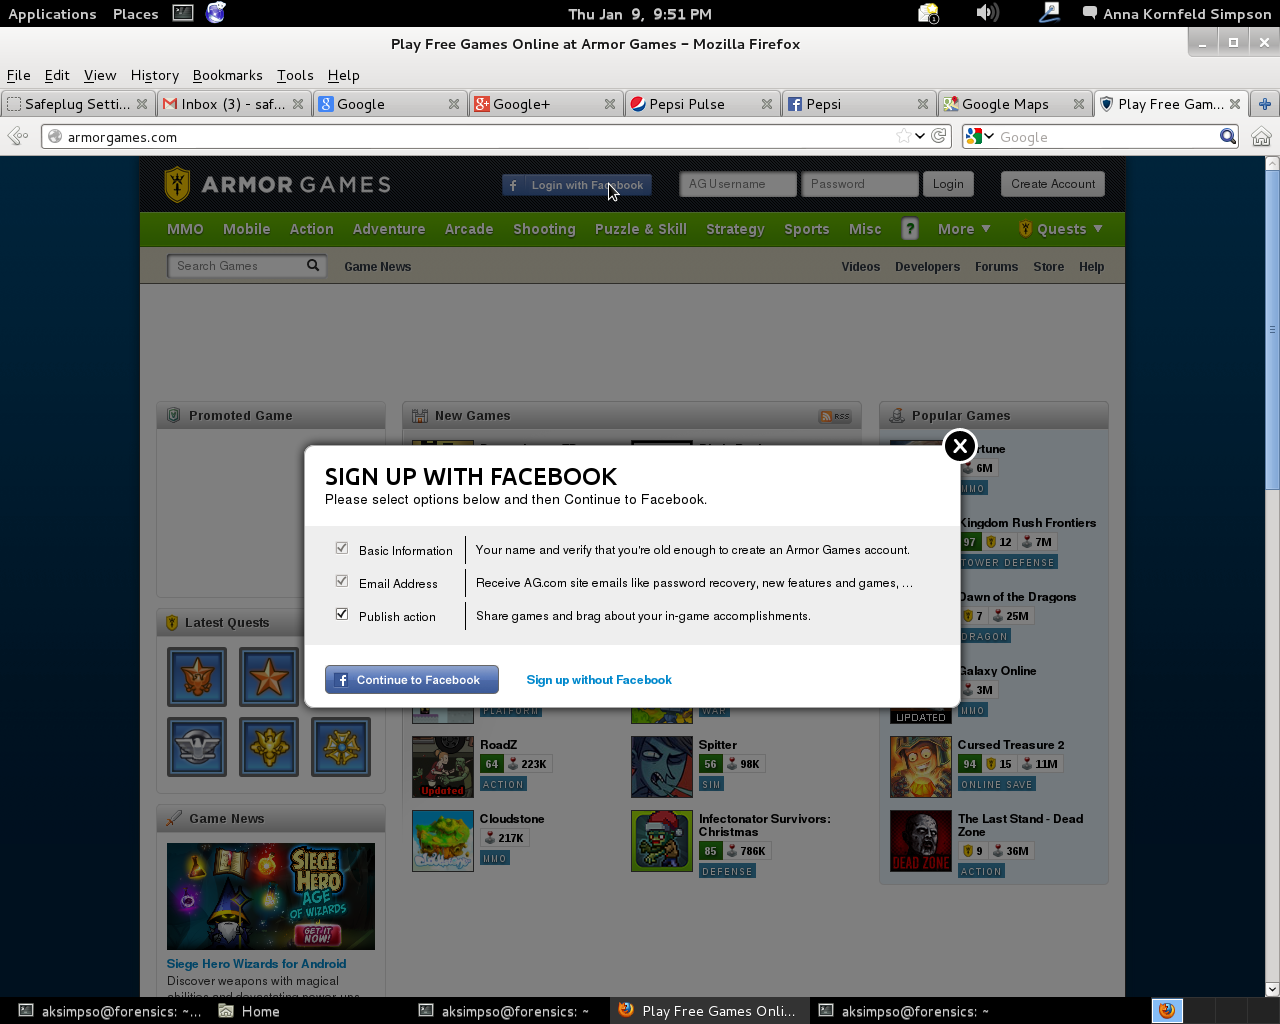 Applications Places Thu Jan 9, 9:51 PM 1 Anna Kornfeld Simpson
Play Free Games Online at Armor Games – Mozilla Firefox
File Edit View History Bookmarks Tools Help
Safeplug Setti... Inbox (3) - saf... Google Google+ Pepsi Pulse Pepsi Google Maps Play Free Gam...
armorgames.com Google
ARMOR GAMES Login with Facebook AG Username Password Login Create Account
MMO Mobile Action Adventure Arcade Shooting Puzzle & Skill Strategy Sports Misc ? More Quests
Search Games Game News Videos Developers Forums Store Help
Promoted Game New Games RSS Popular Games
SIGN UP WITH FACEBOOK
Please select options below and then Continue to Facebook.
Basic Information Your name and verify that you're old enough to create an Armor Games account.
Email Address Receive AG.com site emails like password recovery, new features and games, ...
Publish action Share games and brag about your in-game accomplishments.
Continue to Facebook Sign up without Facebook
6M
MMO
Kingdom Rush Frontiers
97 12 7M
TOWER DEFENSE
Dawn of the Dragons
7 25M
DRAGON
Galaxy Online
3M
MMO
UPDATED
Cursed Treasure 2
94 15 11M
ONLINE SAVE
The Last Stand - Dead Zone
9 36M
ACTION
DEAD ZONE
Latest Quests
PLATFORM WAR
RoadZ
64 223K
ACTION
Updated
Spitter
56 98K
SIM
Cloudstone
217K
MMO
Infectonator Survivors: Christmas
85 786K
DEFENSE
Game News
SIEGE HERO
AGE OF WIZARDS
GET IT NOW!
Siege Hero Wizards for Android
Discover weapons with magical
abilities and devastating power-ups
aksimpso@forensics: ~... Home aksimpso@forensics: ~ Play Free Games Onli... aksimpso@forensics: ~